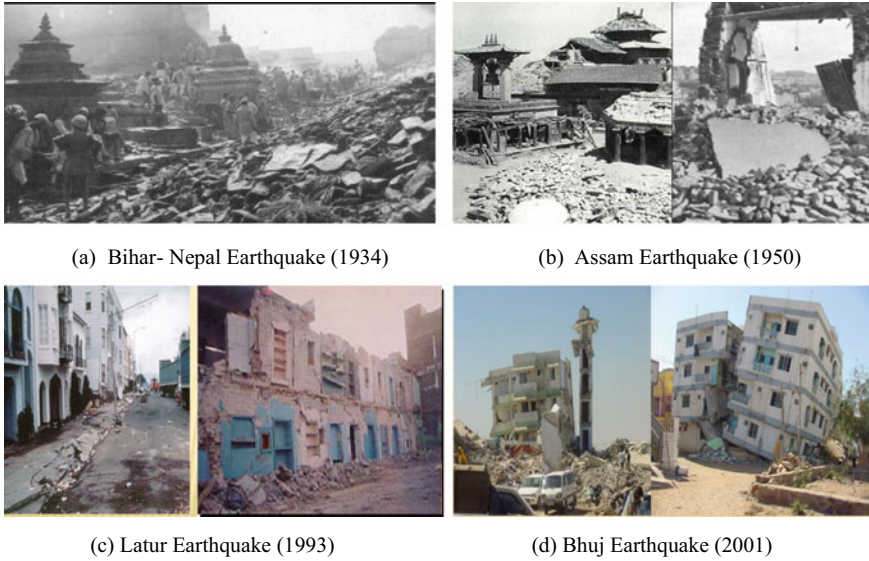 (a) Bihar- Nepal Earthquake (1934)
(b) Assam Earthquake (1950)
(c) Latur Earthquake (1993)
(d) Bhuj Earthquake (2001)